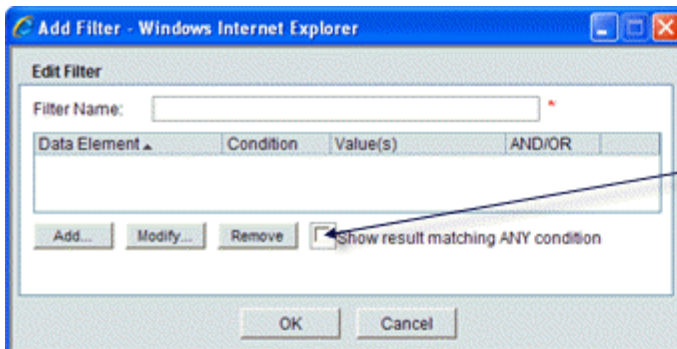 Add Filter - Windows Internet Explorer
Edit Filter
Filter Name: *
Data Element Condition Value(s) AND/OR
Add... Modify... Remove Show result matching ANY condition
OK Cancel